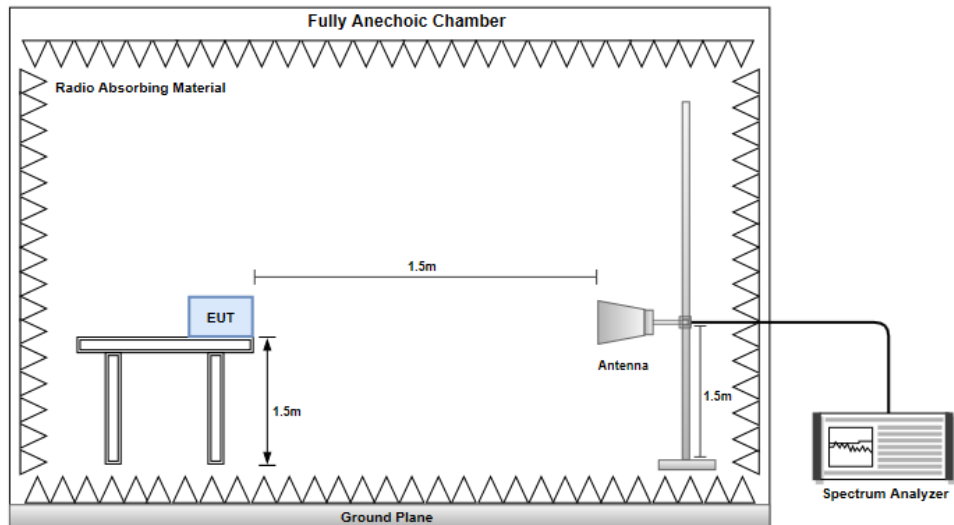 Fully Anechoic Chamber
Radio Absorbing Material
1.5m
EUT
Antenna
1.5m
1.5m
Spectrum Analyzer
Ground Plane